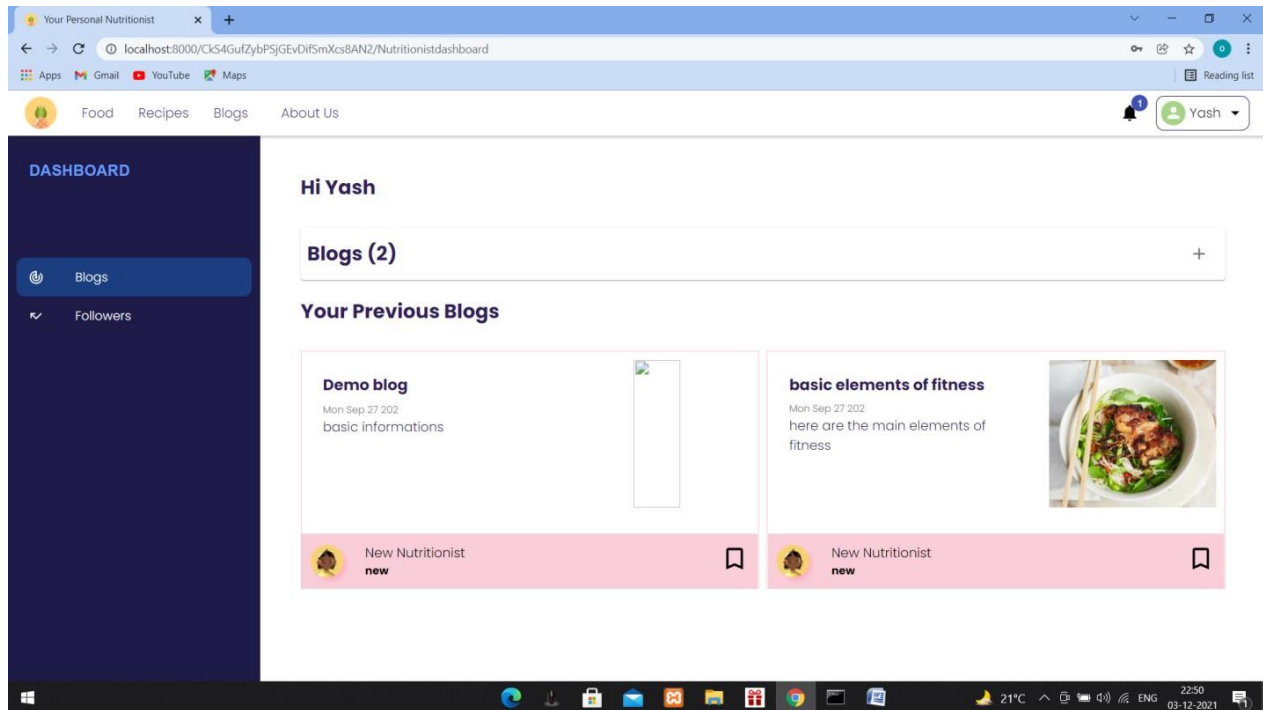 Your Personal Nutritionist
localhost:8000/CkS4GufZybPSjGEvDifSmXcs8AN2/Nutritionistdashboard
Apps Gmail YouTube Maps Reading list
Food Recipes Blogs About Us 1 Yash
DASHBOARD
Blogs
Followers
Hi Yash
Blogs (2) +
Your Previous Blogs
Demo blog
Mon Sep 27 202
basic informations
New Nutritionist
new
basic elements of fitness
Mon Sep 27 202
here are the main elements of
fitness
New Nutritionist
new
21°C ENG 22:50
03-12-2021 1